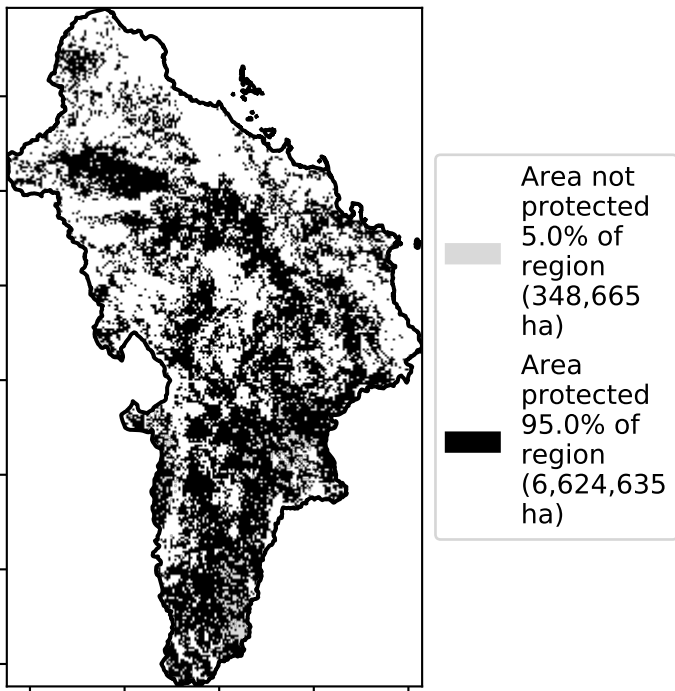 Area not
protected
5.0% of
region
(348,665
ha)
Area
protected
95.0% of
region
(6,624,635
ha)